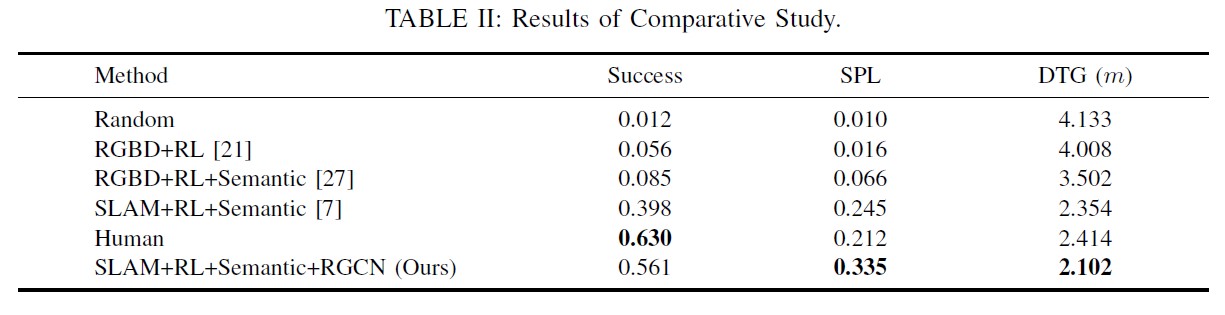 TABLE II: Results of Comparative Study.
Method Success SPL DTG (m)
Random 0.012 0.010 4.133
RGBD+RL [21] 0.056 0.016 4.008
RGBD+RL+Semantic [27] 0.085 0.066 3.502
SLAM+RL+Semantic [7] 0.398 0.245 2.354
Human 0.630 0.212 2.414
SLAM+RL+Semantic+RGCN (Ours) 0.561 0.335 2.102